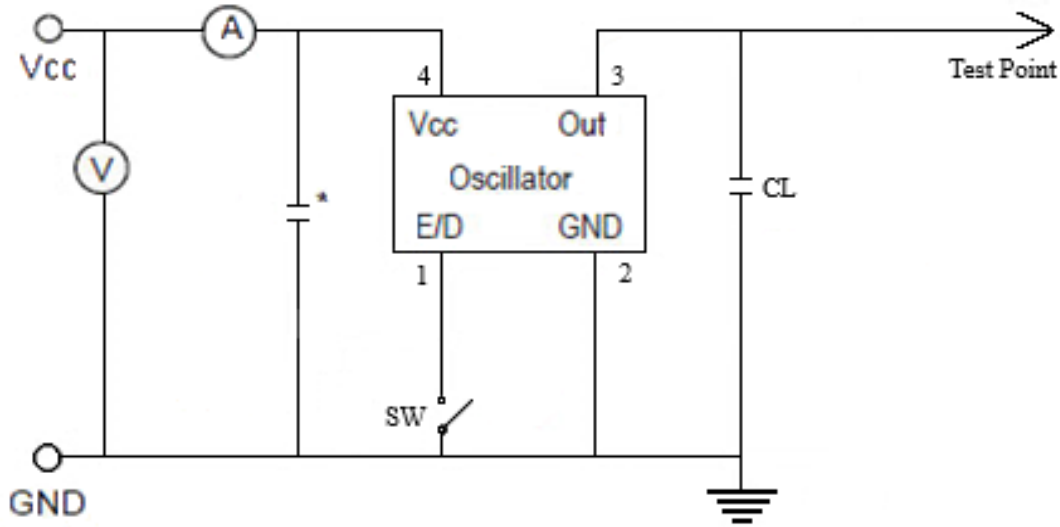 A
Vcc
4
3
Test Point
Vcc Out
V
Oscillator
*
CL
E/D GND
1
2
SW
GND